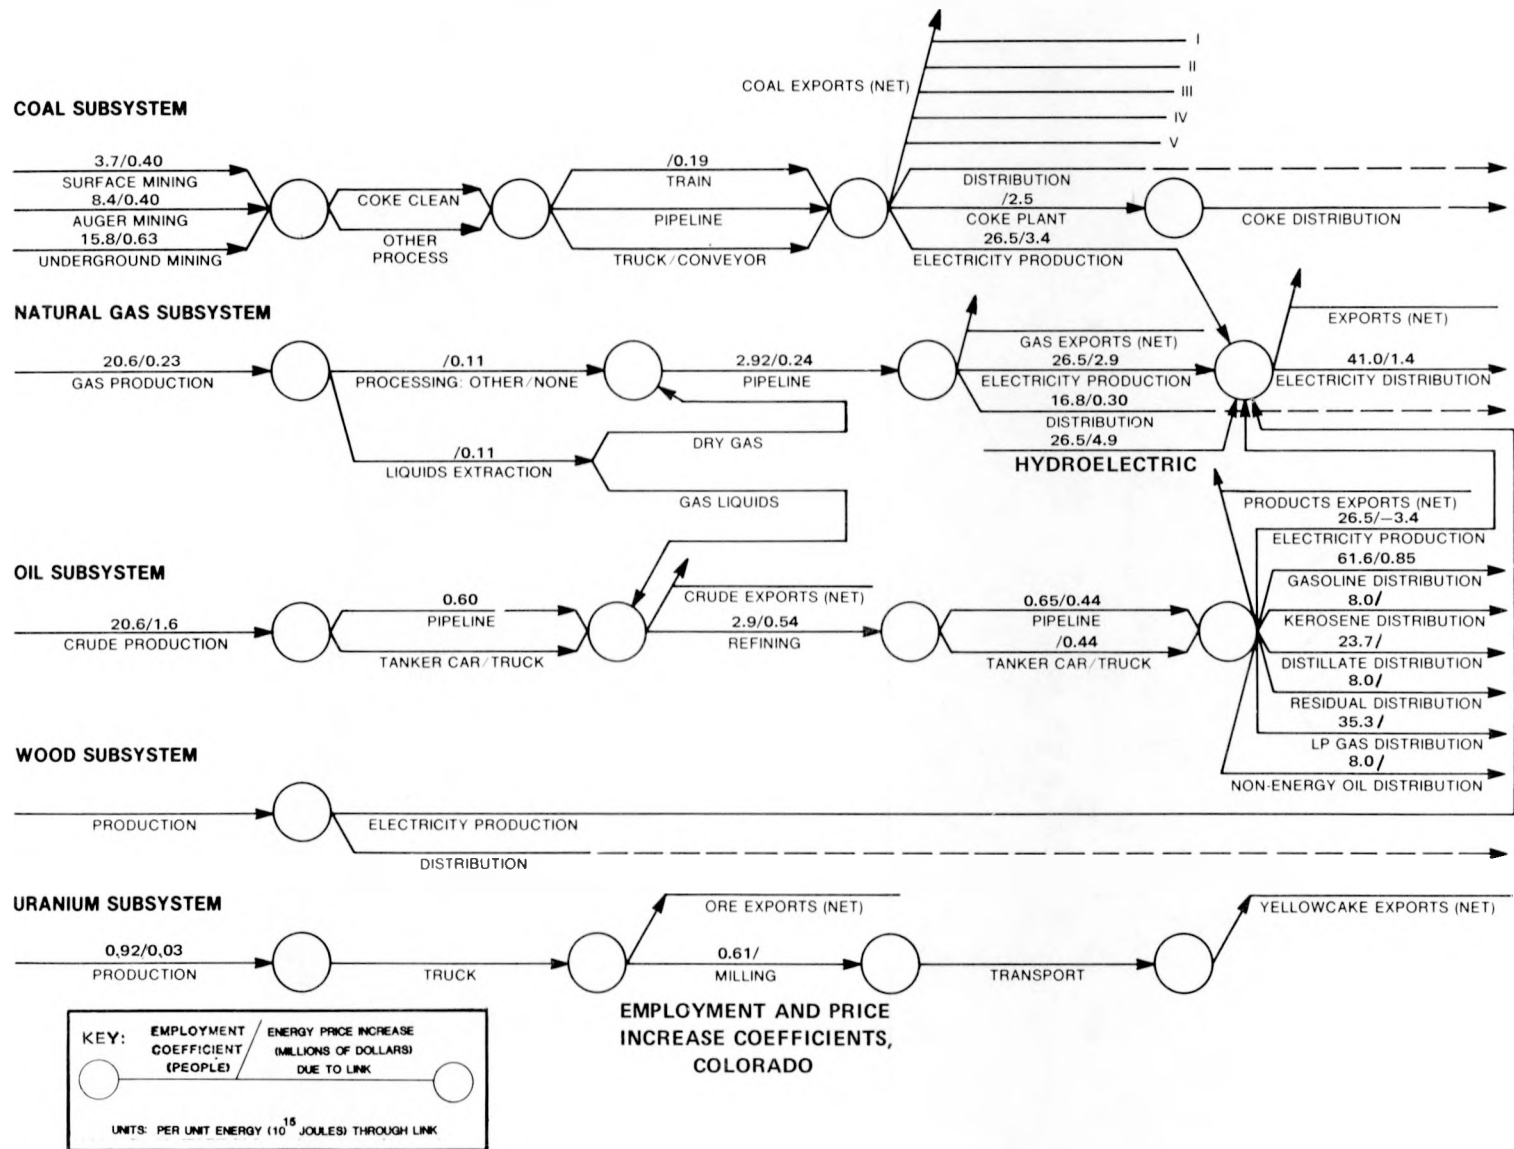 COAL EXPORTS (NET)
I
II
III
IV
V
COAL SUBSYSTEM
3.7/0.40
SURFACE MINING
8.4/0.40
AUGER MINING
15.8/0.63
UNDERGROUND MINING
COKE CLEAN
OTHER
PROCESS
/0.19
TRAIN
PIPELINE
TRUCK/CONVEYOR
DISTRIBUTION
/2.5
COKE PLANT
26.5/3.4
ELECTRICITY PRODUCTION
COKE DISTRIBUTION
NATURAL GAS SUBSYSTEM
20.6/0.23
GAS PRODUCTION
/0.11
PROCESSING: OTHER/NONE
/0.11
LIQUIDS EXTRACTION
DRY GAS
GAS LIQUIDS
2.92/0.24
PIPELINE
GAS EXPORTS (NET)
26.5/2.9
ELECTRICITY PRODUCTION
16.8/0.30
DISTRIBUTION
26.5/4.9
HYDROELECTRIC
EXPORTS (NET)
41.0/1.4
ELECTRICITY DISTRIBUTION
OIL SUBSYSTEM
20.6/1.6
CRUDE PRODUCTION
0.60
PIPELINE
TANKER CAR/TRUCK
CRUDE EXPORTS (NET)
2.9/0.54
REFINING
0.65/0.44
PIPELINE
/0.44
TANKER CAR/TRUCK
PRODUCTS EXPORTS (NET)
26.5/−3.4
ELECTRICITY PRODUCTION
61.6/0.85
GASOLINE DISTRIBUTION
8.0/
KEROSENE DISTRIBUTION
23.7/
DISTILLATE DISTRIBUTION
8.0/
RESIDUAL DISTRIBUTION
35.3/
LP GAS DISTRIBUTION
8.0/
NON-ENERGY OIL DISTRIBUTION
WOOD SUBSYSTEM
PRODUCTION
ELECTRICITY PRODUCTION
DISTRIBUTION
URANIUM SUBSYSTEM
0.92/0.03
PRODUCTION
TRUCK
ORE EXPORTS (NET)
0.61/
MILLING
TRANSPORT
YELLOWCAKE EXPORTS (NET)
EMPLOYMENT AND PRICE
INCREASE COEFFICIENTS,
COLORADO
KEY:
EMPLOYMENT
COEFFICIENT
(PEOPLE)
/
ENERGY PRICE INCREASE
(MILLIONS OF DOLLARS)
DUE TO LINK
UNITS: PER UNIT ENERGY (10^15 JOULES) THROUGH LINK